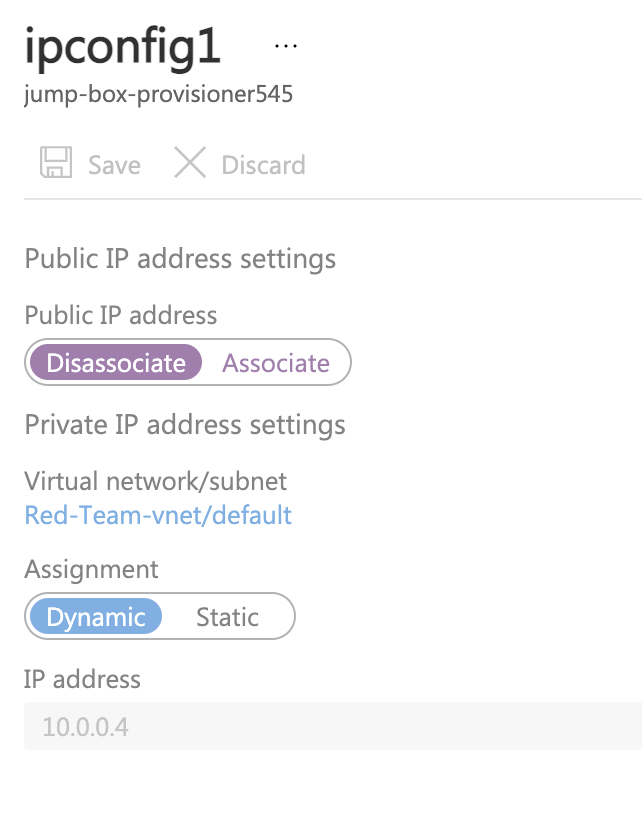 ipconfig1 ...
jump-box-provisioner545
Save Discard
Public IP address settings
Public IP address
Disassociate Associate
Private IP address settings
Virtual network/subnet
Red-Team-vnet/default
Assignment
Dynamic Static
IP address
10.0.0.4